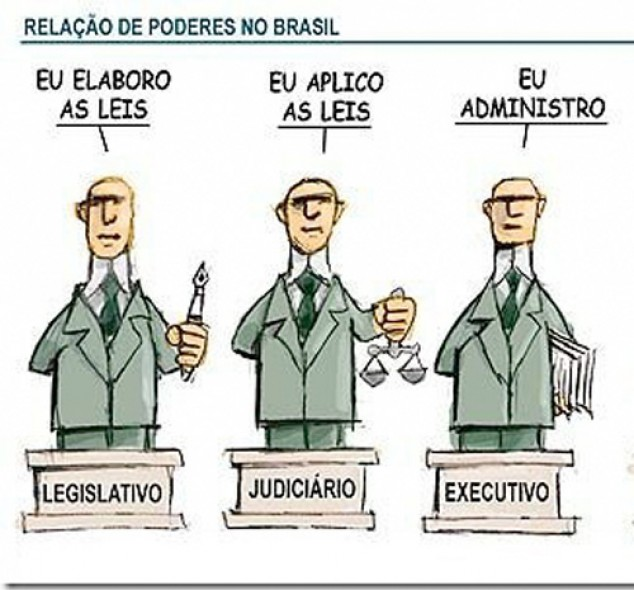 RELAÇÃO DE PODERES NO BRASIL
EU ELABORO
AS LEIS
EU APLICO
AS LEIS
EU
ADMINISTRO
LEGISLATIVO
JUDICIÁRIO
EXECUTIVO